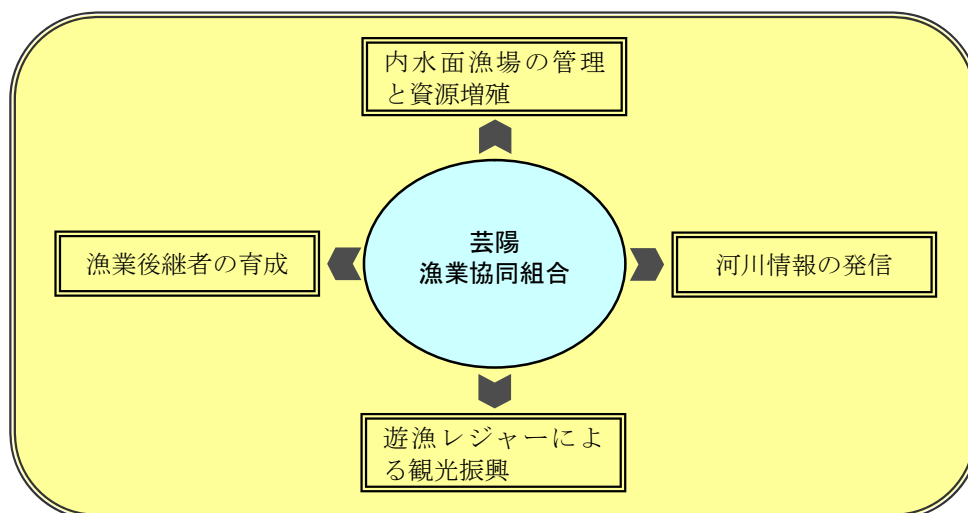 内水面漁場の管理
と資源増殖
芸陽
漁業協同組合
漁業後継者の育成
河川情報の発信
遊漁レジャーによ
る観光振興